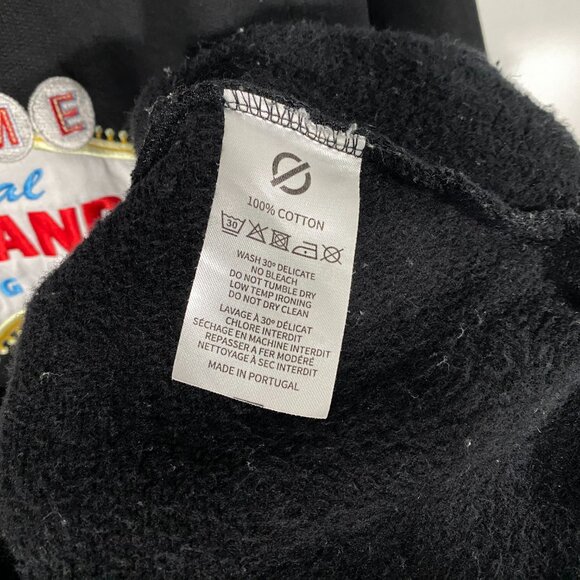 ME
al
AND
G
100% COTTON
30
WASH 30° DELICATE
NO BLEACH
DO NOT TUMBLE DRY
LOW TEMP IRONING
DO NOT DRY CLEAN
LAVAGE À 30° DÉLICAT
CHLORE INTERDIT
SÉCHAGE EN MACHINE INTERDIT
REPASSER A FER MODÉRÉ
NETTOYAGE À SEC INTERDIT
MADE IN PORTUGAL